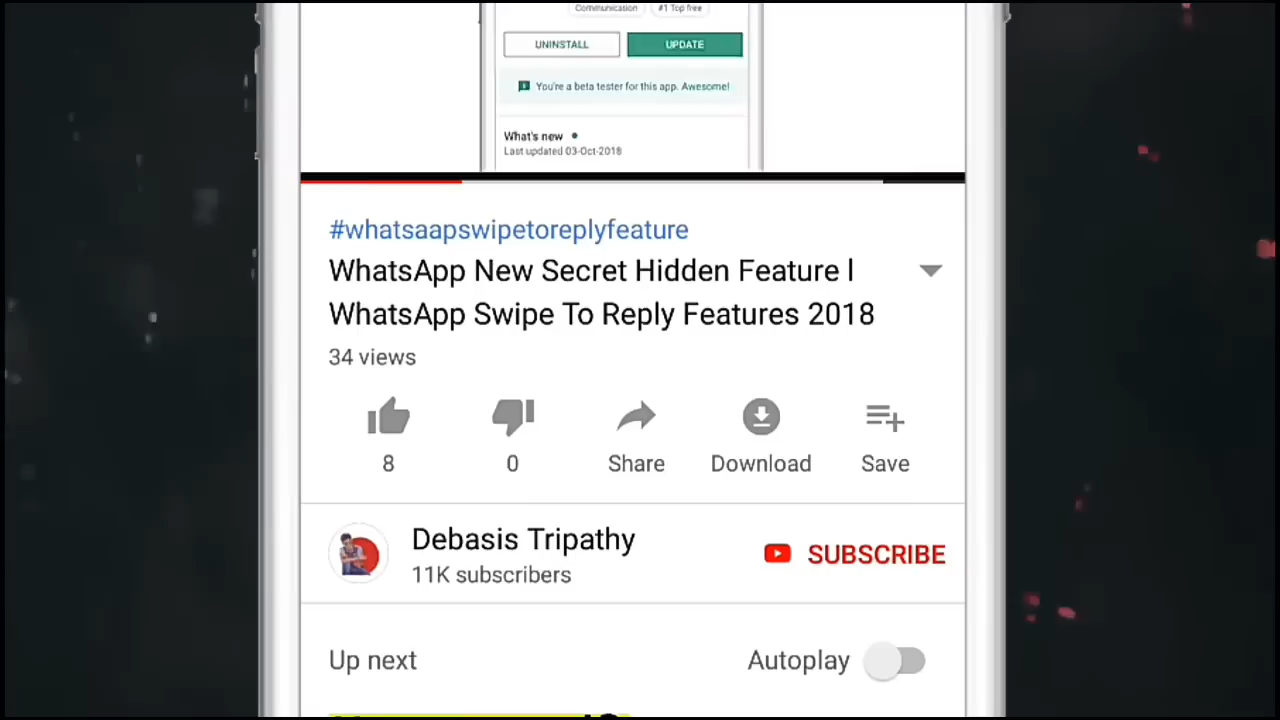 Communication #1 Top free
UNINSTALL UPDATE
You're a beta tester for this app. Awesome!
What's new
Last updated 03-Oct-2018
#whatsaapswipetoreplyfeature
WhatsApp New Secret Hidden Feature l
WhatsApp Swipe To Reply Features 2018
34 views
8 0 Share Download Save
Debasis Tripathy
11K subscribers
SUBSCRIBE
Up next Autoplay